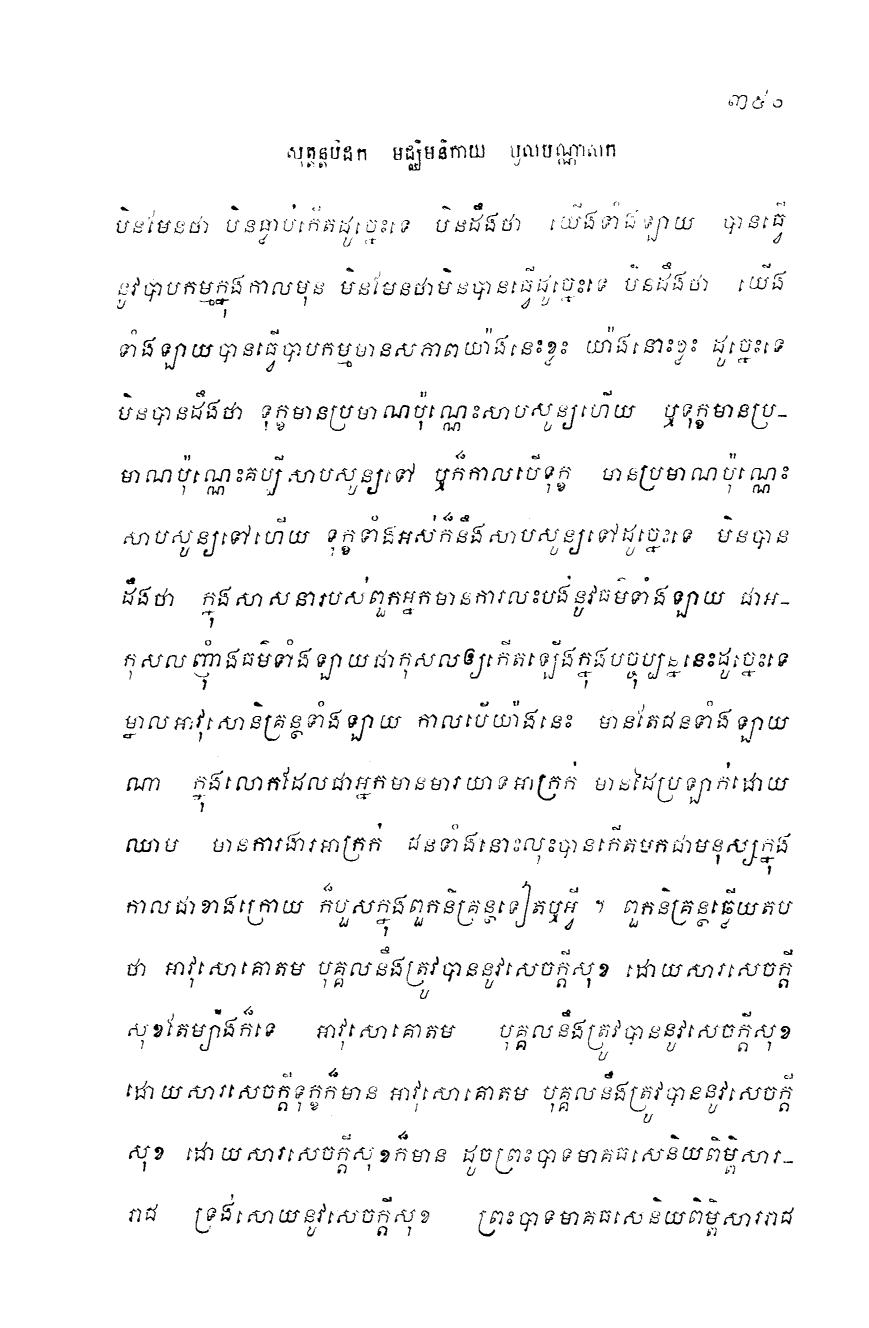 ៣៥០
សុត្តន្តបិដក មជ្ឈិមនិកាយ មូលបណ្ណាសក
មិនមែនថា មិនធ្លាប់កើតដូច្នេះទេ មិនដឹងថា យើងទាំងឡាយ បានធ្វើ
នូវបាបកម្មក្នុងកាលមុន មិនមែនថាមិនបានធ្វើដូច្នេះទេ មិនដឹងថា យើង
ទាំងឡាយបានធ្វើបាបកម្មមានសភាពយ៉ាងនេះខ្លះ យ៉ាងនោះខ្លះ ដូច្នេះទេ
មិនបានដឹងថា ទុក្ខមានប្រមាណប៉ុណ្ណេះសាបសូន្យហើយ ឬទុក្ខមានប្រ-
មាណប៉ុណ្ណេះគប្បីសាបសូន្យទៅ ឬក៏កាលបើទុក្ខ មានប្រមាណប៉ុណ្ណេះ
សាបសូន្យទៅហើយ ទុក្ខទាំងអស់ក៏នឹងសាបសូន្យទៅដូច្នេះទេ មិនបាន
ដឹងថា ក្នុងសាសនារបស់ពួកអ្នកមានការលះបង់នូវធម៌ទាំងឡាយ ជាអ-
កុសល ញុំាងធម៌ទាំងឡាយជាកុសលឲ្យកើតឡើងក្នុងបច្ចុប្បន្ននេះដូច្នេះទេ
ម្នាលអាវុសោនិគ្រន្ថទាំងឡាយ កាលបើយ៉ាងនេះ មានតែជនទាំងឡាយ
ណា ក្នុងលោកដែលជាអ្នកមានមារយាទអាក្រក់ មានដៃប្រឡាក់ដោយ
ឈាម មានការងារអាក្រក់ ជនទាំងនោះលុះបានកើតមកជាមនុស្សក្នុង
កាលជាខាងក្រោយ ក៏បួសក្នុងពួកនិគ្រន្ថទៀតឬអ្វី ។ ពួកនិគ្រន្ថឆ្លើយតប
ថា អាវុសោគោតម បុគ្គលនឹងត្រូវបាននូវសេចក្តីសុខ ដោយសារសេចក្តី
សុខតែម្យ៉ាងក៏ទេ អាវុសោគោតម បុគ្គលនឹងត្រូវបាននូវសេចក្តីសុខ
ដោយសារសេចក្តីទុក្ខក៏មាន អាវុសោគោតម បុគ្គលនឹងត្រូវបាននូវសេចក្តី
សុខ ដោយសារសេចក្តីសុខក៏មាន ដូចព្រះបាទមាគធសេនិយពិម្ពិសារ-
រាជ ទ្រង់សោយនូវសេចក្តីសុខ ព្រះបាទមាគធសេនិយពិម្ពិសាររាជ